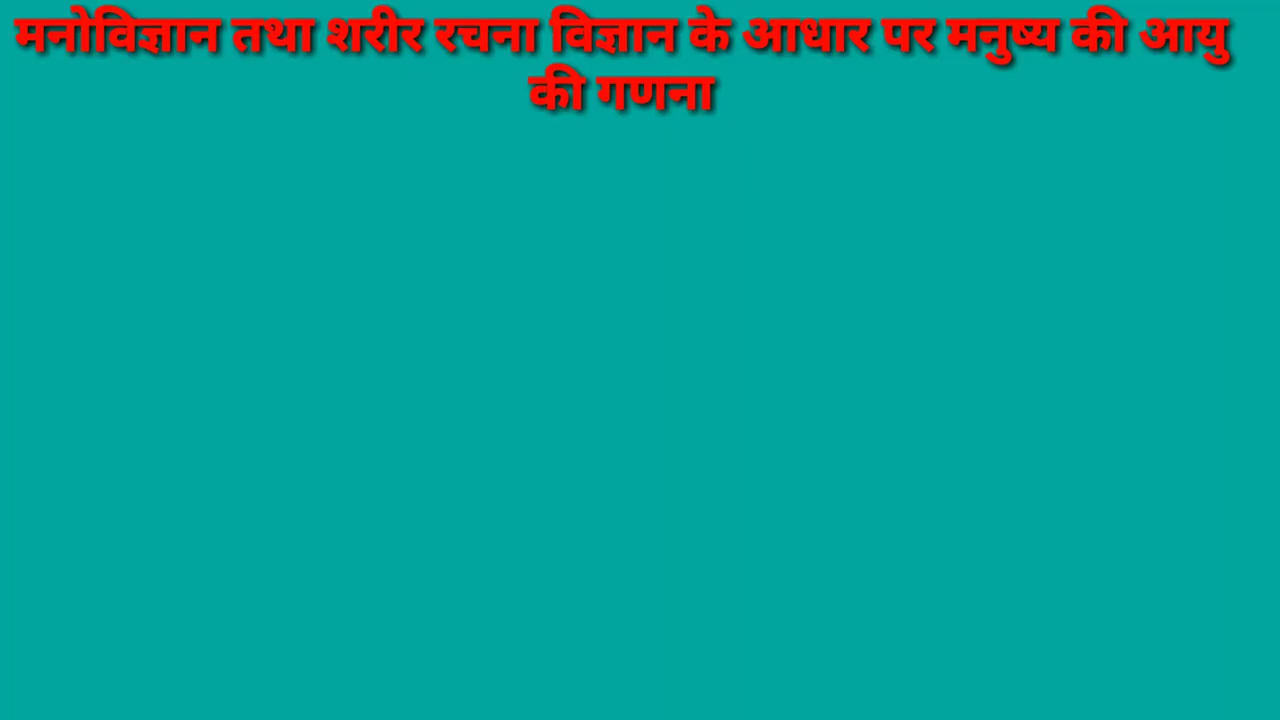 मनोविज्ञान तथा शरीर रचना विज्ञान के आधार पर मनुष्य की आयु
की गणना